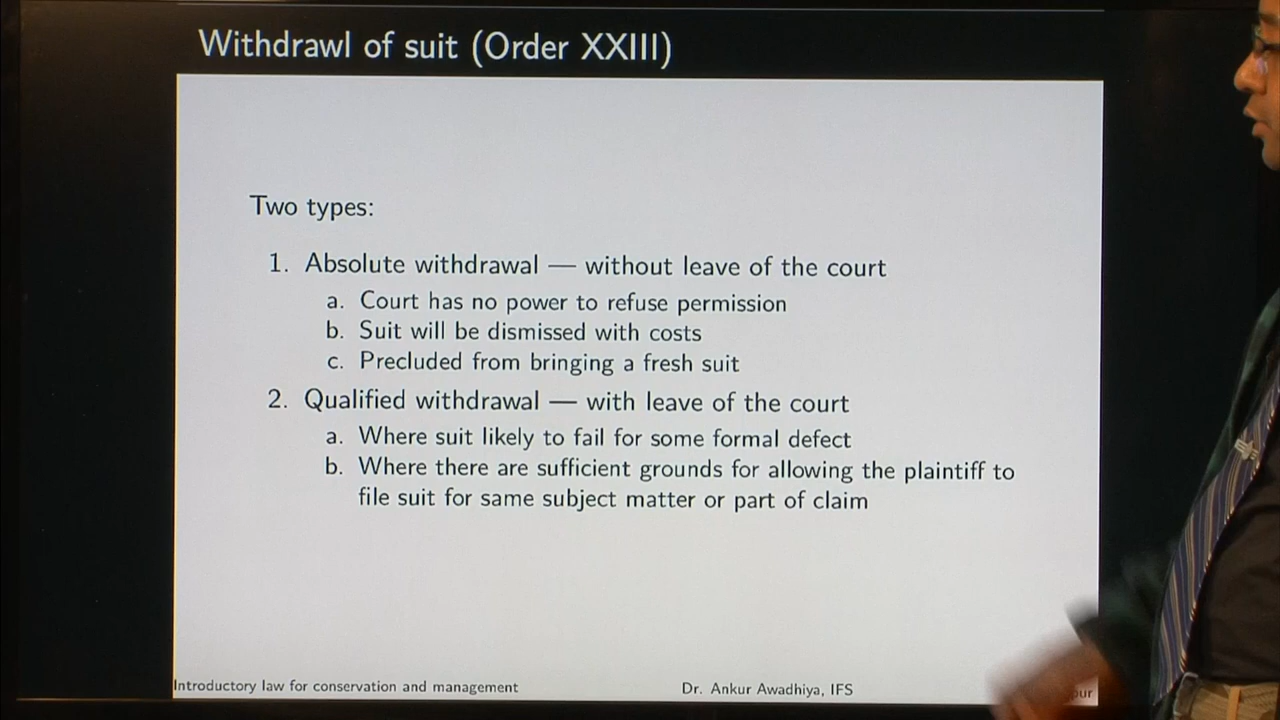 Withdrawl of suit (Order XXIII)
Two types:
1. Absolute withdrawal — without leave of the court
a. Court has no power to refuse permission
b. Suit will be dismissed with costs
c. Precluded from bringing a fresh suit
2. Qualified withdrawal — with leave of the court
a. Where suit likely to fail for some formal defect
b. Where there are sufficient grounds for allowing the plaintiff to
file suit for same subject matter or part of claim
Introductory law for conservation and management Dr. Ankur Awadhiya, IFS